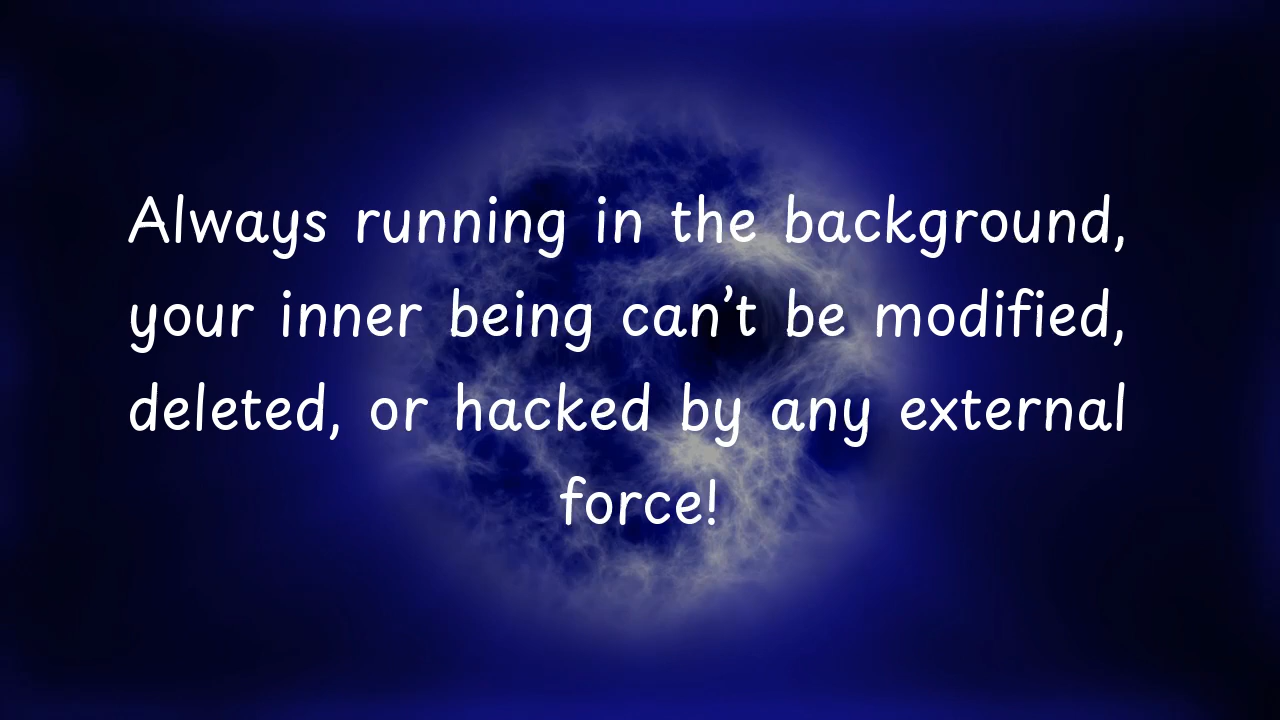 Always running in the background,
your inner being can’t be modified,
deleted, or hacked by any external
force!